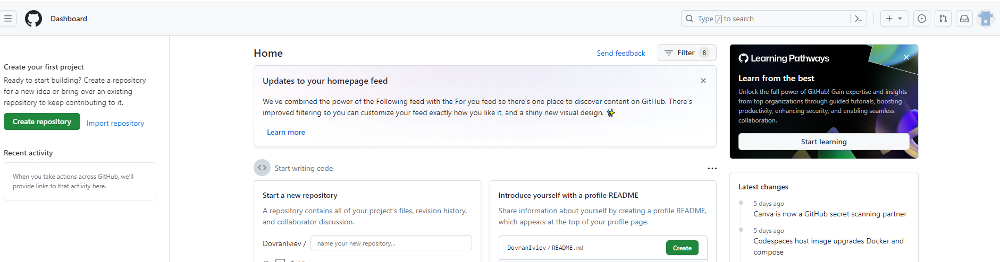 Dashboard
Type / to search
Create your first project
Ready to start building? Create a repository
for a new idea or bring over an existing
repository to keep contributing to it.
Create repository
Import repository
Recent activity
When you take actions across GitHub, we'll
provide links to that activity here.
Home
Send feedback
Filter 8
Updates to your homepage feed
We've combined the power of the Following feed with the For you feed so there's one place to discover content on GitHub. There's
improved filtering so you can customize your feed exactly how you like it, and a shiny new visual design. ✨
Learn more
Start writing code
Start a new repository
A repository contains all of your project's files, revision history,
and collaborator discussion.
DovranIviev /
name your new repository...
Introduce yourself with a profile README
Share information about yourself by creating a profile README,
which appears at the top of your profile page.
DovranIviev / README.md
Create
Learning Pathways
Learn from the best
Unlock the full power of GitHub! Gain expertise and insights
from top organizations through guided tutorials, boosting
productivity, enhancing security, and enabling seamless
collaboration.
Start learning
Latest changes
5 days ago
Canva is now a GitHub secret scanning partner
5 days ago
Codespaces host image upgrades Docker and
compose